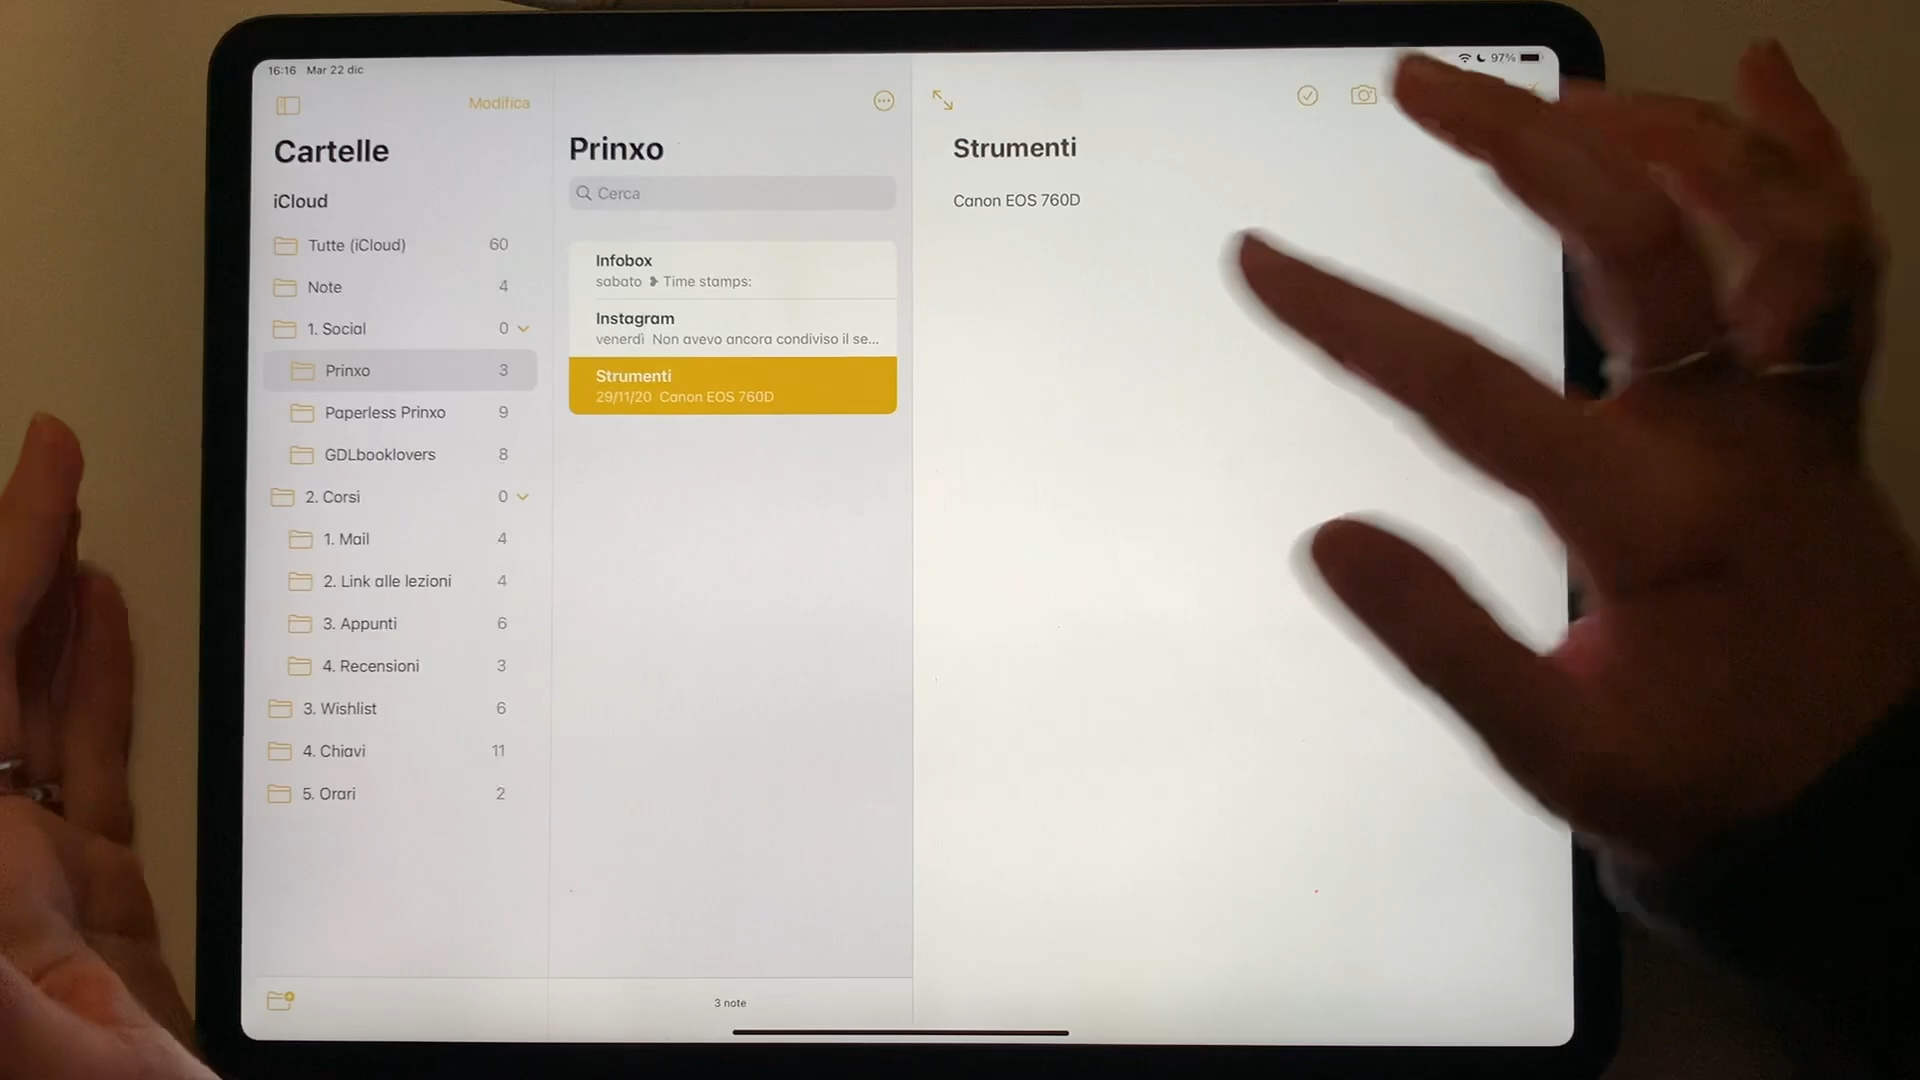 16:16 Mar 22 dic
97%
Modifica
Cartelle
iCloud
Tutte (iCloud) 60
Note 4
1. Social 0
Prinxo 3
Paperless Prinxo 9
GDLbooklovers 8
2. Corsi 0
1. Mail 4
2. Link alle lezioni 4
3. Appunti 6
4. Recensioni 3
3. Wishlist 6
4. Chiavi 11
5. Orari 2
Prinxo
Cerca
Infobox
sabato ❥ Time stamps:
Instagram
venerdì Non avevo ancora condiviso il se...
Strumenti
29/11/20 Canon EOS 760D
3 note
Strumenti
Canon EOS 760D